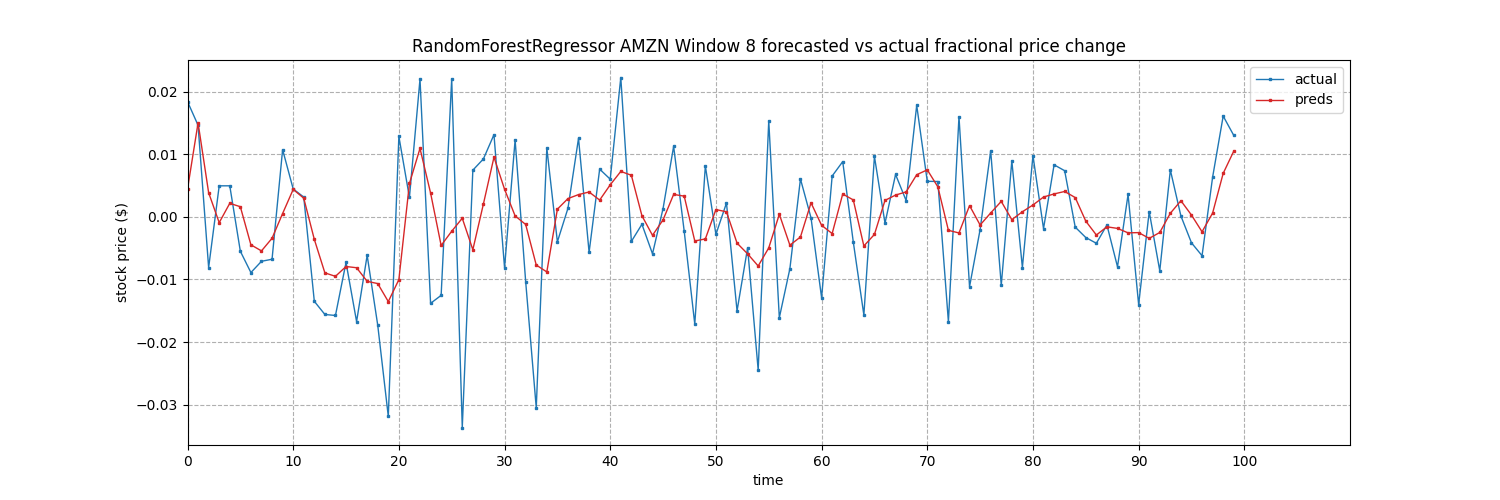 RandomForestRegressor AMZN Window 8 forecasted vs actual fractional price change
actual
preds
stock price ($)
0.02
0.01
0.00
−0.01
−0.02
−0.03
0 10 20 30 40 50 60 70 80 90 100
time